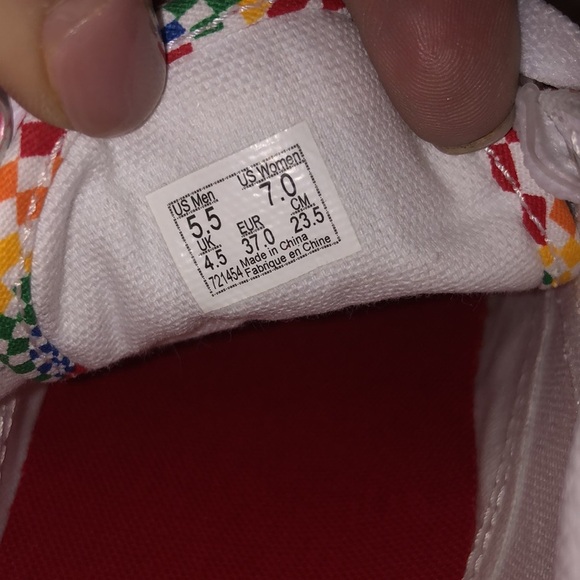 US Men US Women
5.5 7.0
UK EUR CM
4.5 37.0 23.5
721454 Made in China
Fabrique en Chine